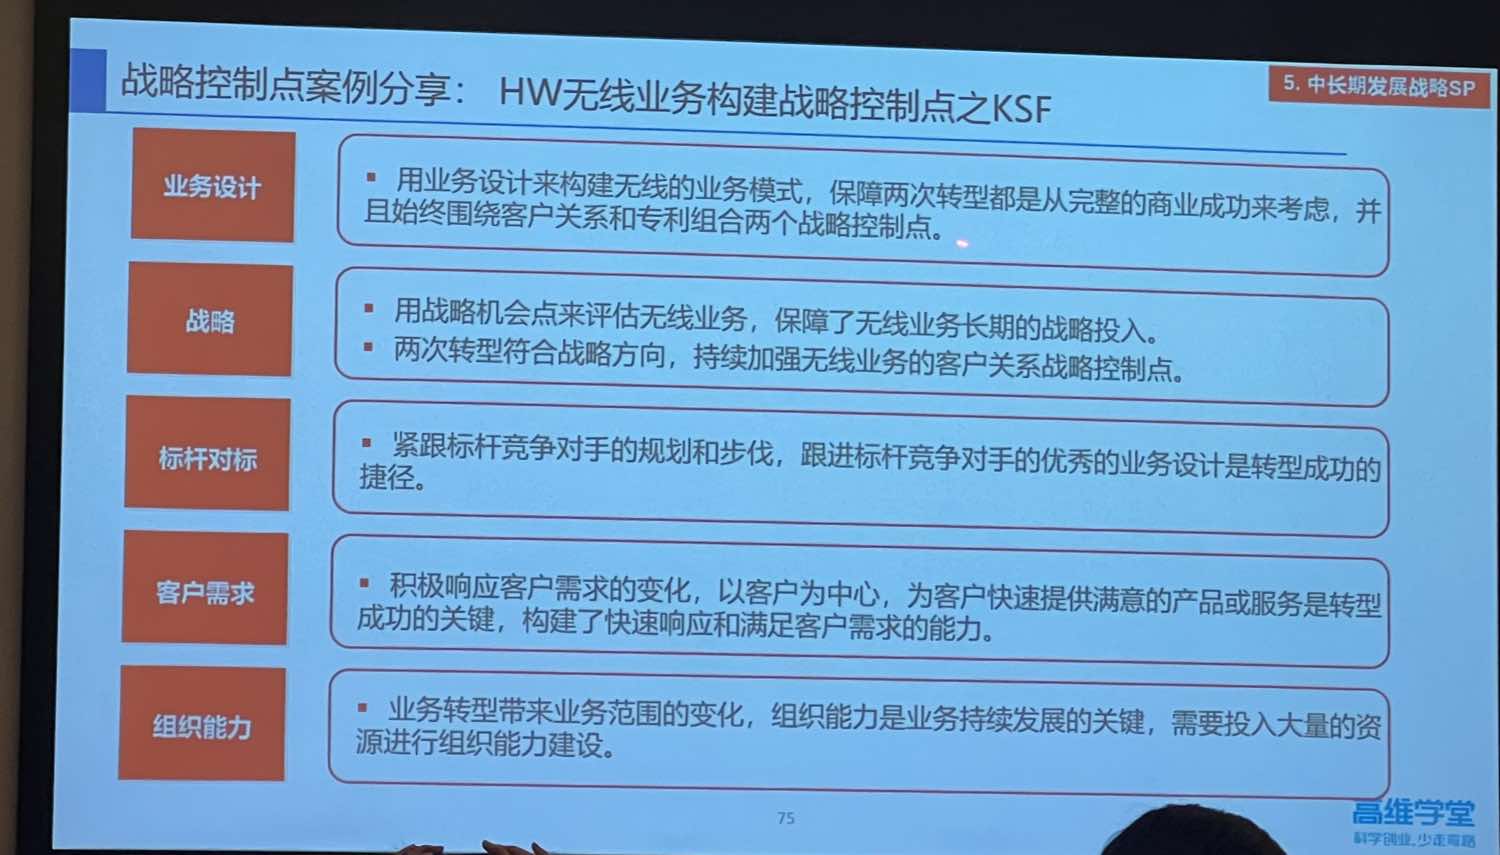 战略控制点案例分享： HW无线业务构建战略控制点之KSF
5. 中长期发展战略SP
业务设计
▪ 用业务设计来构建无线的业务模式，保障两次转型都是从完整的商业成功来考虑，并
且始终围绕客户关系和专利组合两个战略控制点。
战略
▪ 用战略机会点来评估无线业务，保障了无线业务长期的战略投入。
▪ 两次转型符合战略方向，持续加强无线业务的客户关系战略控制点。
标杆对标
▪ 紧跟标杆竞争对手的规划和步伐，跟进标杆竞争对手的优秀的业务设计是转型成功的
捷径。
客户需求
▪ 积极响应客户需求的变化，以客户为中心，为客户快速提供满意的产品或服务是转型
成功的关键，构建了快速响应和满足客户需求的能力。
组织能力
▪ 业务转型带来业务范围的变化，组织能力是业务持续发展的关键，需要投入大量的资
源进行组织能力建设。
75
高维学堂
科学创业，少走弯路